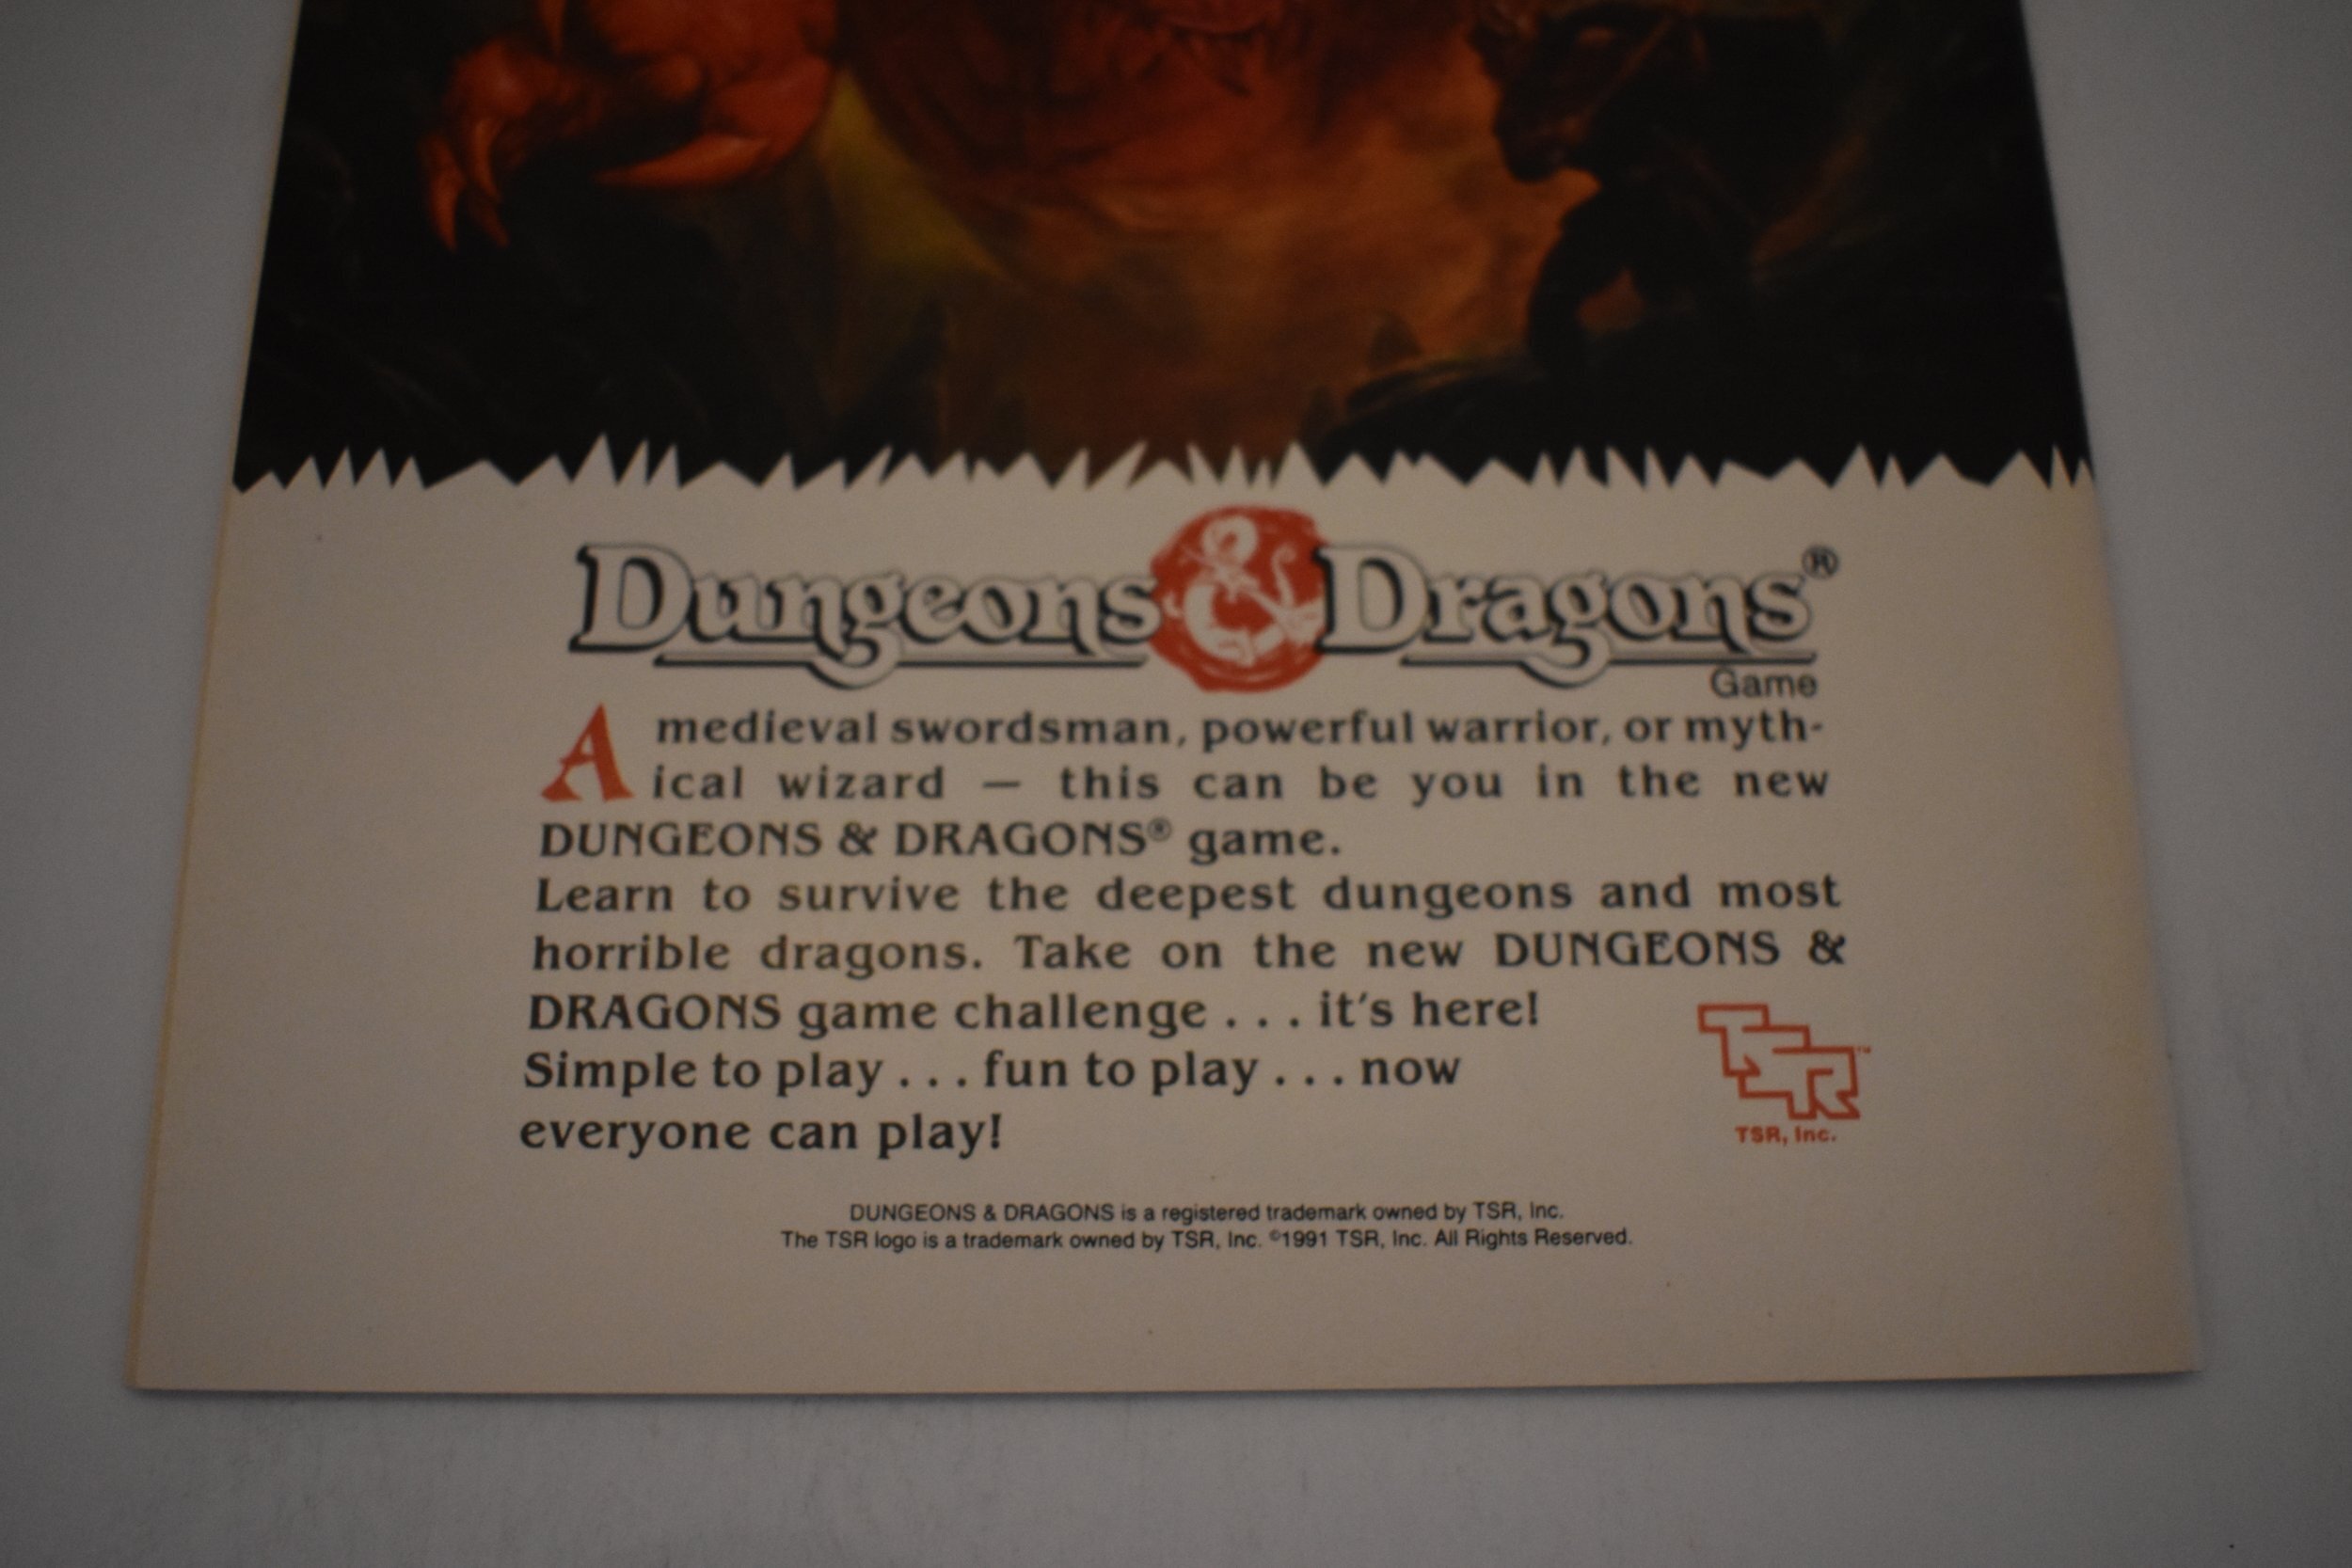 Dungeons & Dragons®
Game
A medieval swordsman, powerful warrior, or myth-
ical wizard — this can be you in the new
DUNGEONS & DRAGONS® game.
Learn to survive the deepest dungeons and most
horrible dragons. Take on the new DUNGEONS &
DRAGONS game challenge . . . it's here!
Simple to play . . . fun to play . . . now
everyone can play!
TSR™
TSR, Inc.
DUNGEONS & DRAGONS is a registered trademark owned by TSR, Inc.
The TSR logo is a trademark owned by TSR, Inc. ©1991 TSR, Inc. All Rights Reserved.